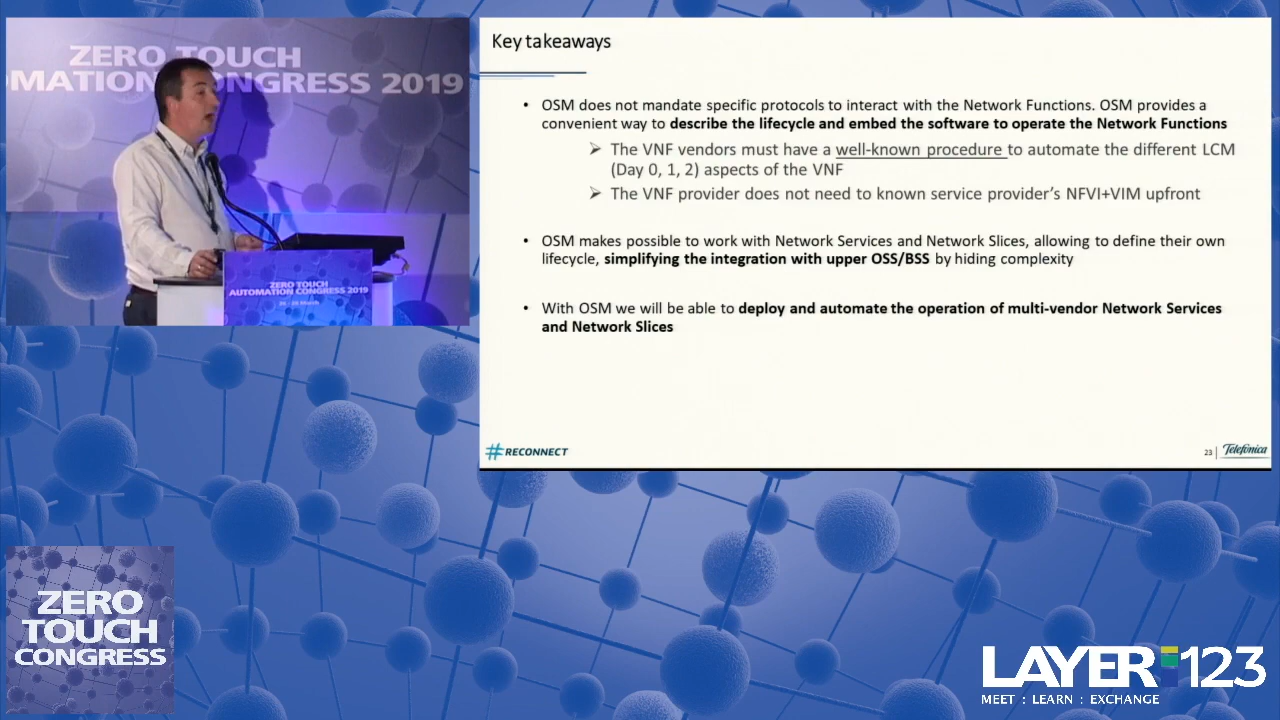 ZERO TOUCH
OMATION CONGRESS 2019
ZERO TOUCH
AUTOMATION CONGRESS 2019
Key takeaways
• OSM does not mandate specific protocols to interact with the Network Functions. OSM provides a
convenient way to describe the lifecycle and embed the software to operate the Network Functions
➢ The VNF vendors must have a well-known procedure to automate the different LCM
(Day 0, 1, 2) aspects of the VNF
➢ The VNF provider does not need to known service provider's NFVI+VIM upfront
• OSM makes possible to work with Network Services and Network Slices, allowing to define their own
lifecycle, simplifying the integration with upper OSS/BSS by hiding complexity
• With OSM we will be able to deploy and automate the operation of multi-vendor Network Services
and Network Slices
#RECONNECT
23 | Telefónica
ZERO
TOUCH
CONGRESS
LAYER 123
MEET : LEARN : EXCHANGE